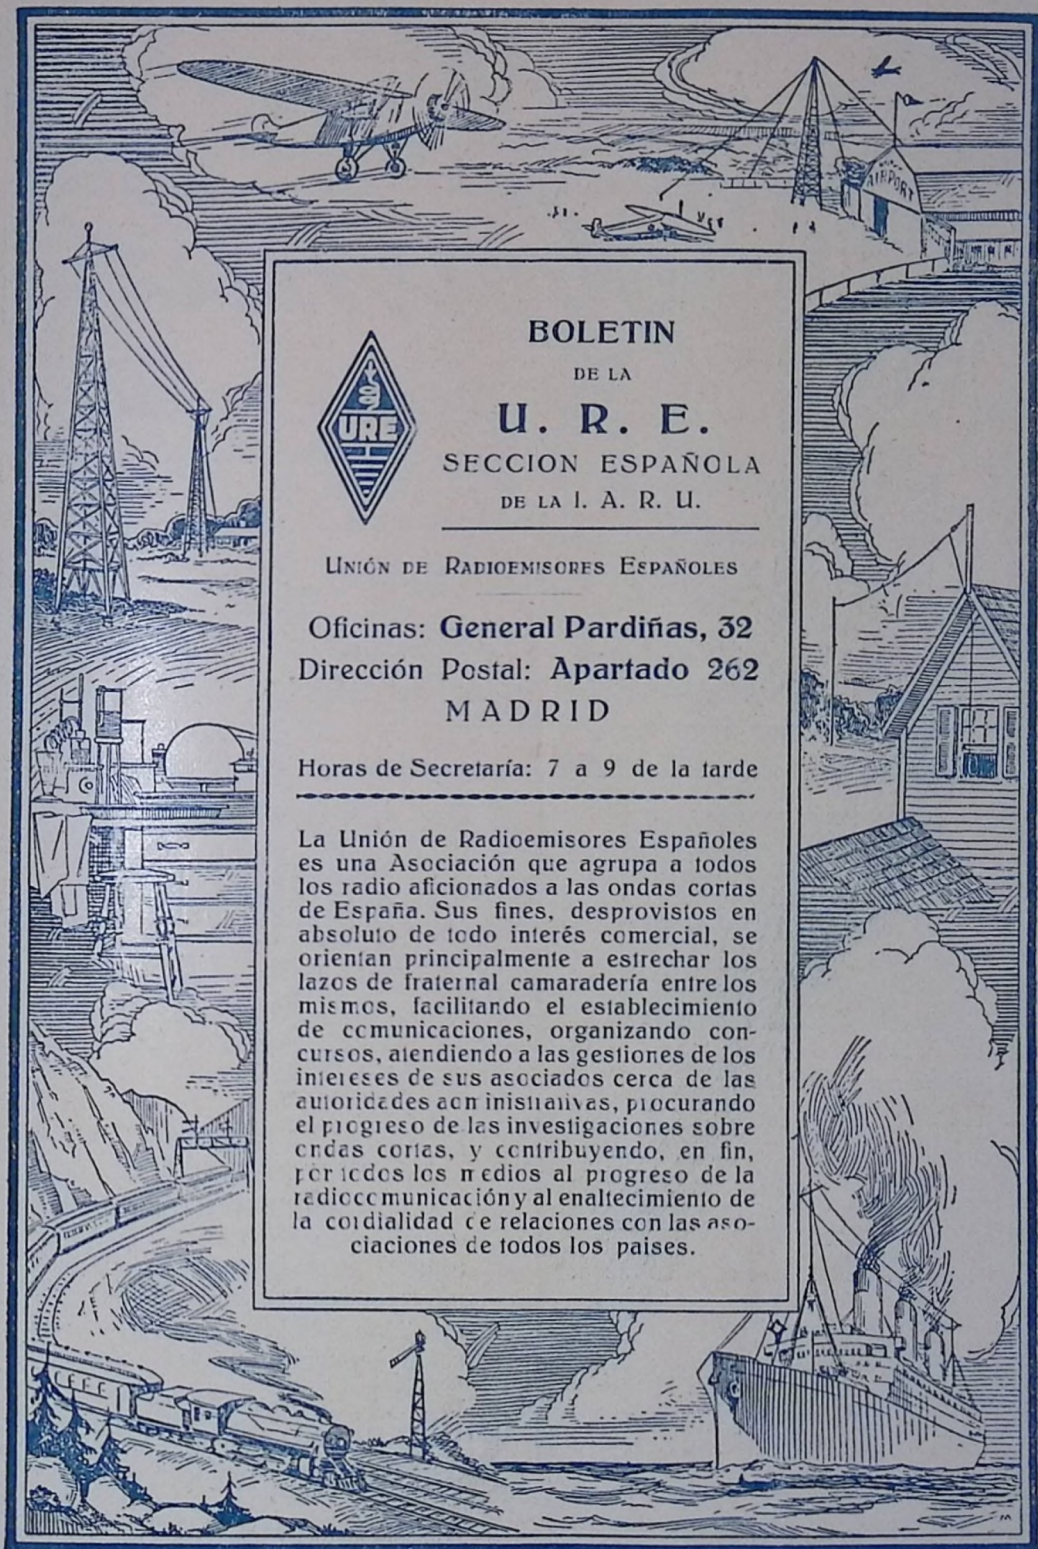 AIRPORT
BOLETIN
DE LA
U. R. E.
SECCION ESPAÑOLA
DE LA I. A. R. U.
URE
UNIÓN DE RADIOEMISORES ESPAÑOLES
Oficinas: General Pardiñas, 32
Dirección Postal: Apartado 262
MADRID
Horas de Secretaría: 7 a 9 de la tarde
La Unión de Radioemisores Españoles
es una Asociación que agrupa a todos
los radio aficionados a las ondas cortas
de España. Sus fines, desprovistos en
absoluto de todo interés comercial, se
orientan principalmente a estrechar los
lazos de fraternal camaradería entre los
mismos, facilitando el establecimiento
de comunicaciones, organizando con-
cursos, atendiendo a las gestiones de los
intereses de sus asociados cerca de las
autoridades administrativas, procurando
el progreso de las investigaciones sobre
ondas cortas, y contribuyendo, en fin,
por todos los medios al progreso de la
radiocomunicación y al enaltecimiento de
la cordialidad de relaciones con las aso-
ciaciones de todos los paises.